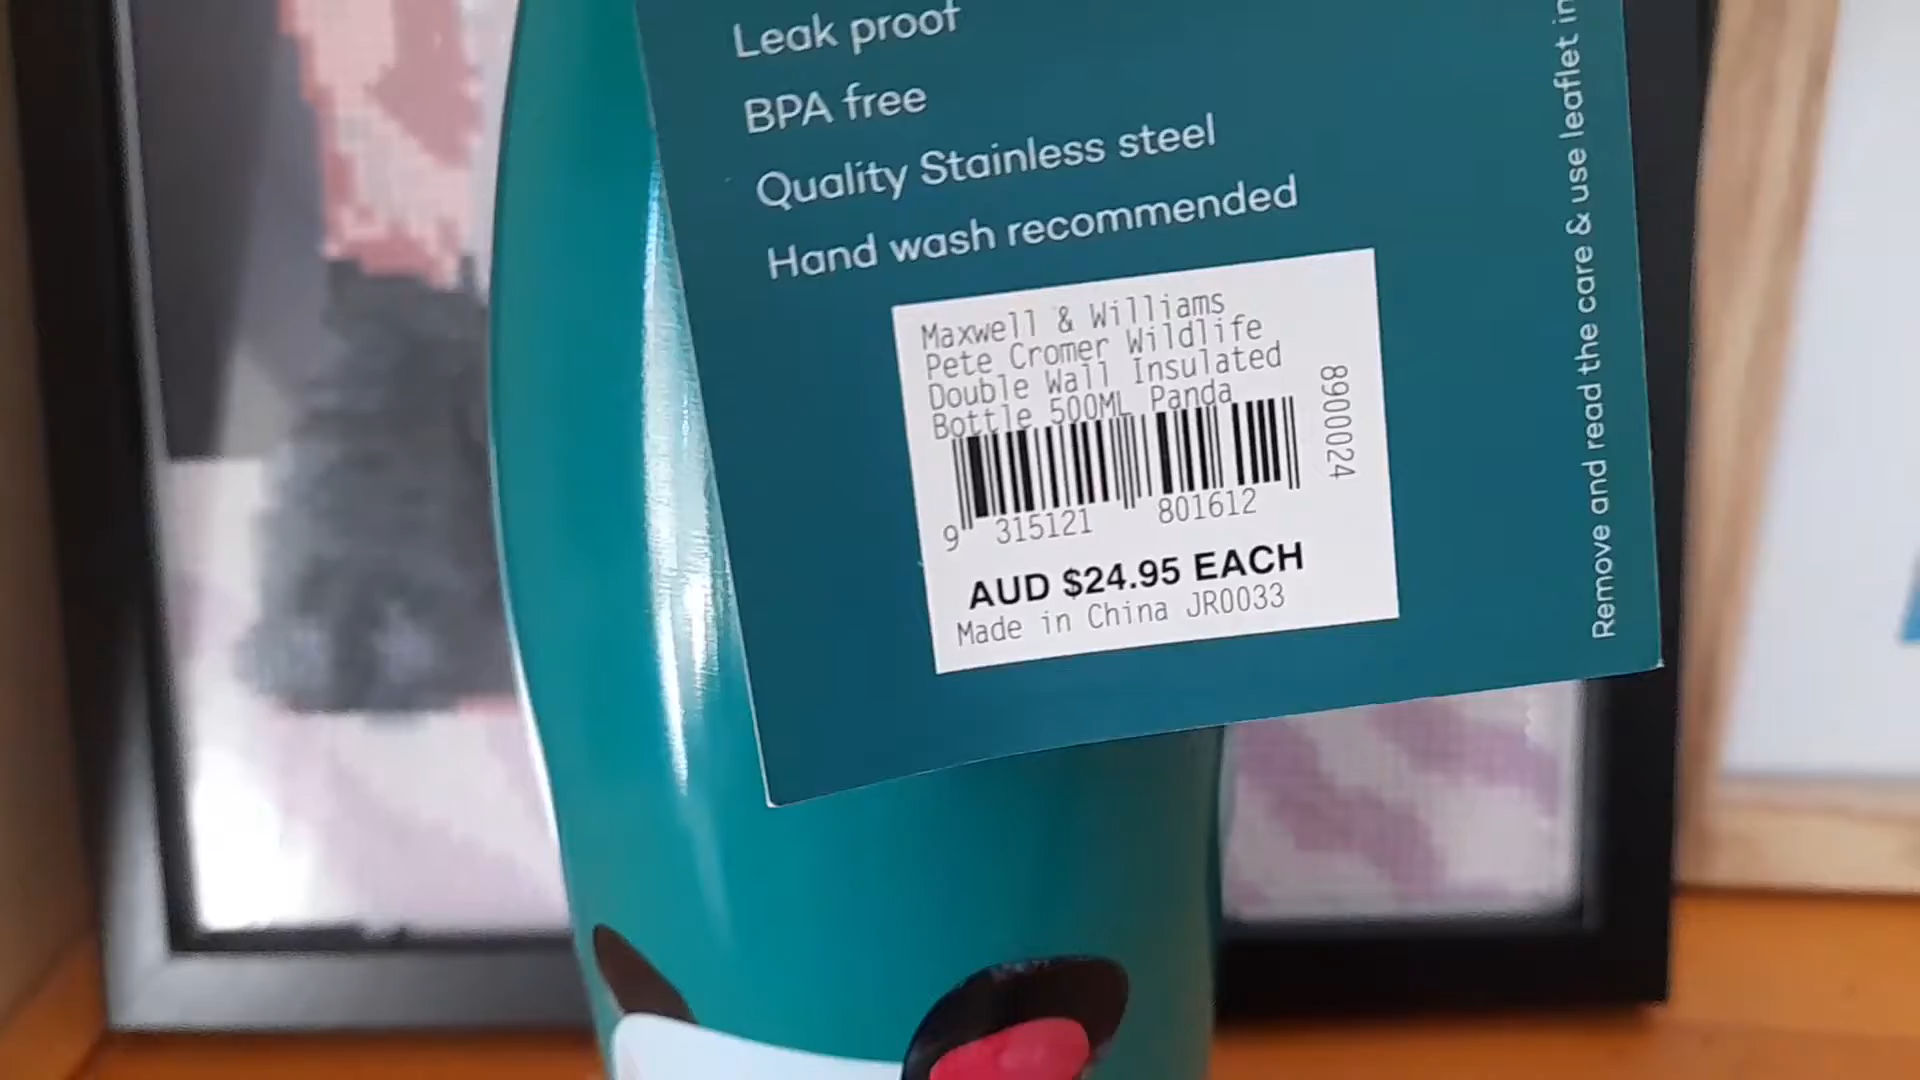 Leak proof
BPA free
Quality Stainless steel
Hand wash recommended
Maxwell & Williams
Pete Cromer Wildlife
Double Wall Insulated
Bottle 500ML Panda
8900024
9 315121 801612
AUD $24.95 EACH
Made in China JR0033
Remove and read the care & use leaflet in